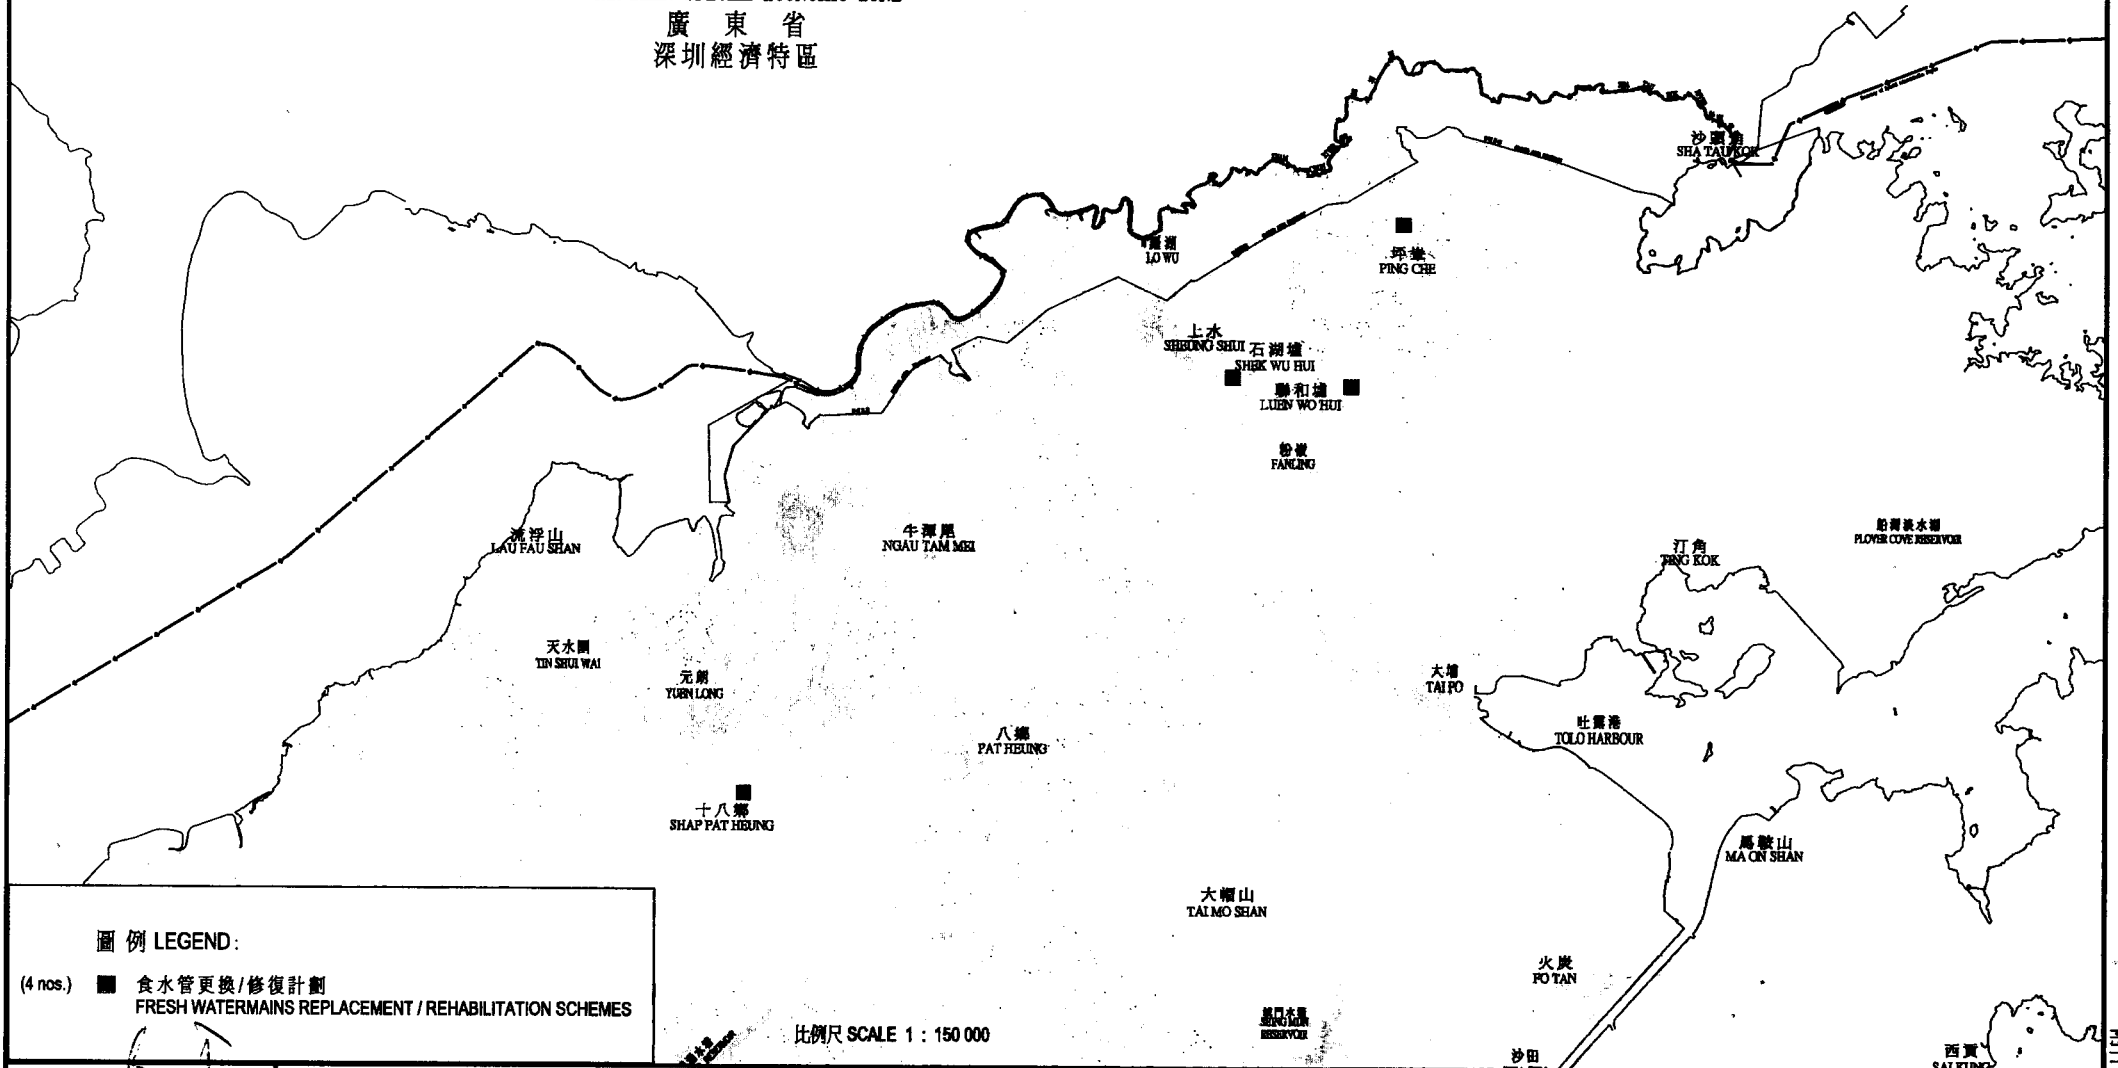 廣東省
深圳經濟特區
沙頭角
SHA TAU KOK
羅湖
LO WU
坪輋
PING CHE
上水
SHEUNG SHUI
石湖墟
SHEK WU HUI
聯和墟
LUEN WO HUI
粉嶺
FANLING
流浮山
LAU FAU SHAN
牛潭尾
NGAU TAM MEI
船灣淡水湖
PLOVER COVE RESERVOIR
汀角
TING KOK
天水圍
TIN SHUI WAI
元朗
YUEN LONG
大埔
TAI PO
吐露港
TOLO HARBOUR
八鄉
PAT HEUNG
十八鄉
SHAP PAT HEUNG
馬鞍山
MA ON SHAN
大帽山
TAI MO SHAN
火炭
FO TAN
圖例 LEGEND:
(4 nos.) 食水管更換/修復計劃
FRESH WATERMAINS REPLACEMENT / REHABILITATION SCHEMES
比例尺 SCALE 1 : 150 000
城門水塘
SHING MUN
RESERVOIR
沙田
西貢
SAI KUNG